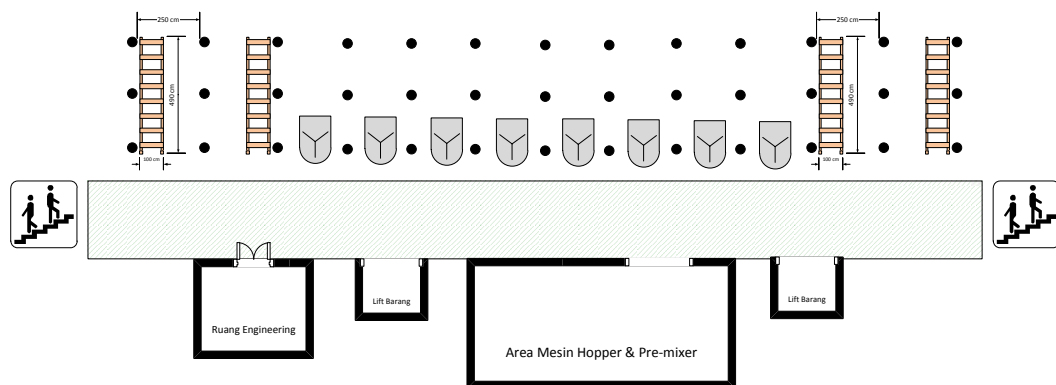 250 cm
250 cm
490 cm
490 cm
100 cm
100 cm
Lift Barang
Lift Barang
Ruang Engineering
Area Mesin Hopper & Pre-mixer